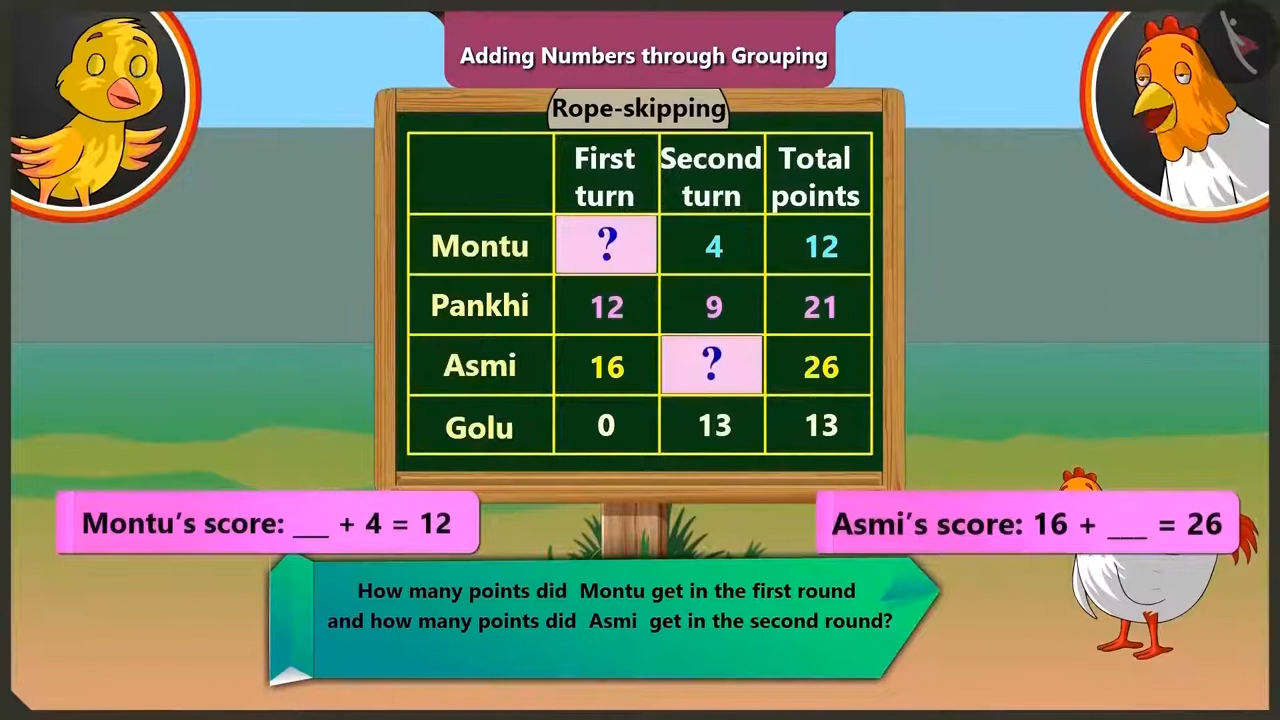 Adding Numbers through Grouping
Rope-skipping
First turn Second turn Total points
Montu ? 4 12
Pankhi 12 9 21
Asmi 16 ? 26
Golu 0 13 13
Montu's score: ___ + 4 = 12
Asmi's score: 16 + ___ = 26
How many points did Montu get in the first round
and how many points did Asmi get in the second round?